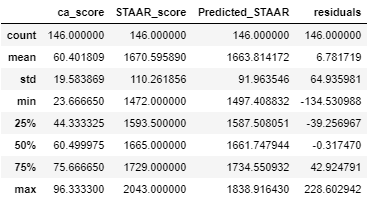 ca_score STAAR_score Predicted_STAAR residuals
count 146.000000 146.000000 146.000000 146.000000
mean 60.401809 1670.595890 1663.814172 6.781719
std 19.583869 110.261856 91.963546 64.935981
min 23.666650 1472.000000 1497.408832 -134.530988
25% 44.333325 1593.500000 1587.508051 -39.256967
50% 60.499975 1665.000000 1661.747944 -0.317470
75% 75.666650 1729.000000 1734.550932 42.924791
max 96.333300 2043.000000 1838.916430 228.602942